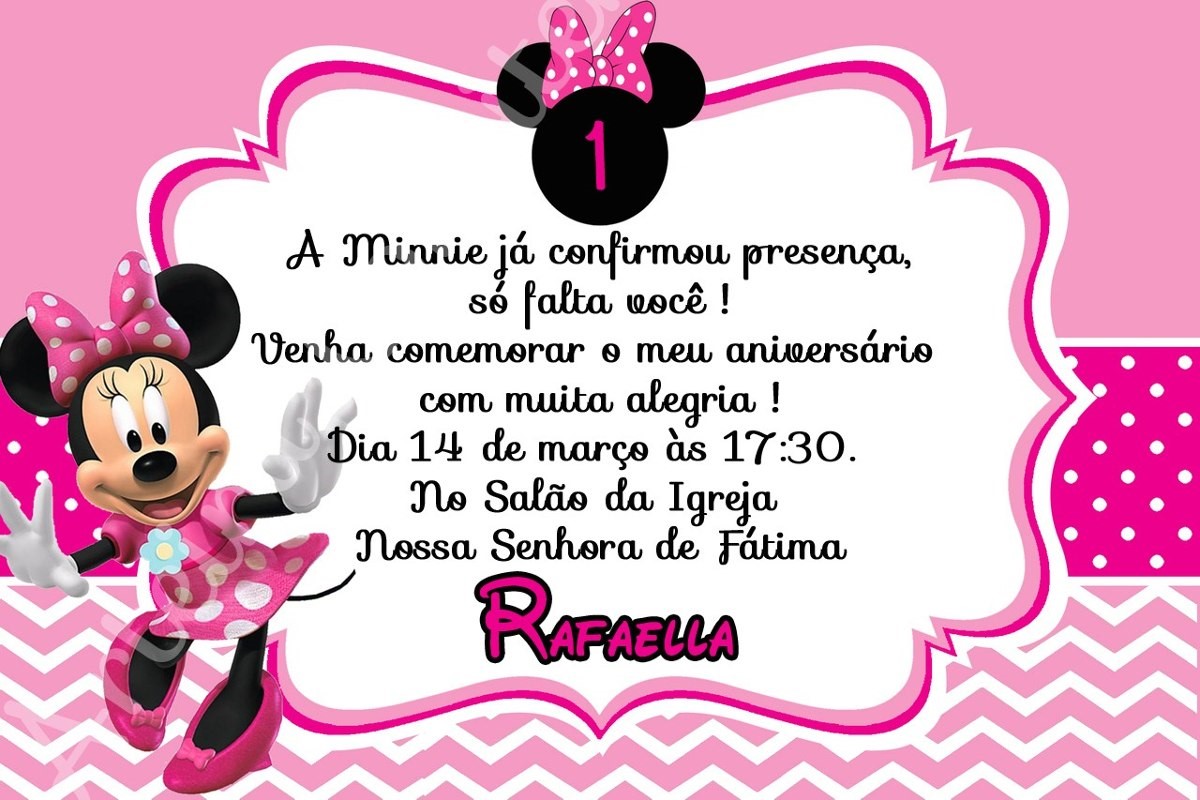 1
A Minnie já confirmou presença,
só falta você !
Venha comemorar o meu aniversário
com muita alegria !
Dia 14 de março às 17:30.
No Salão da Igreja
Nossa Senhora de Fátima
Rafaella